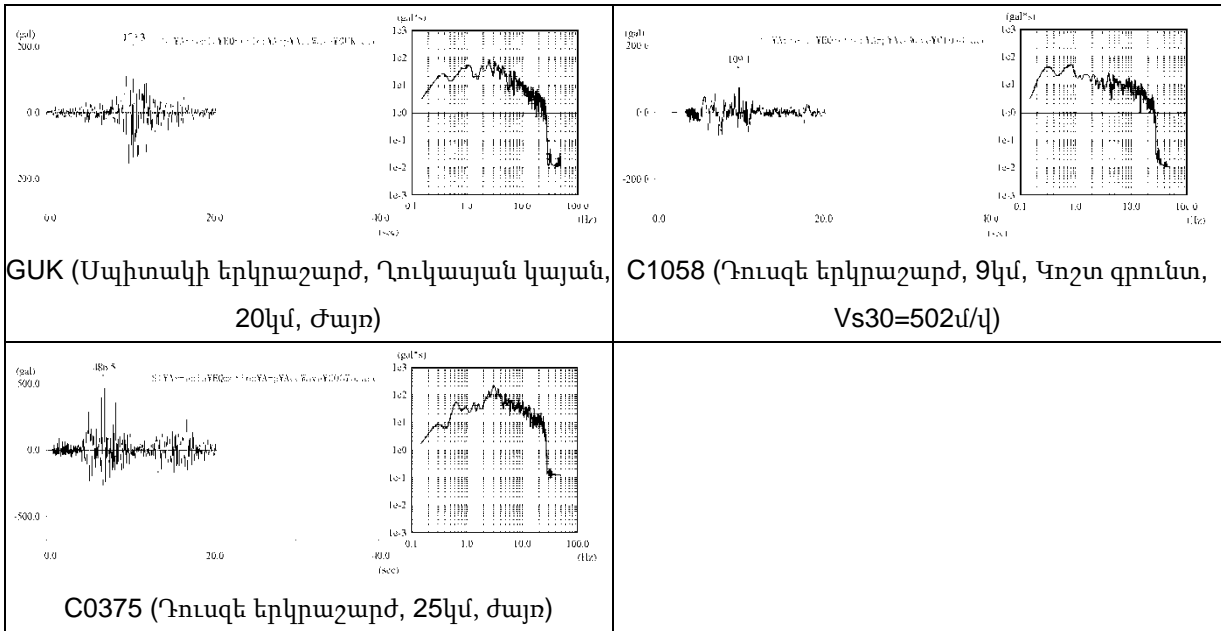 (gal)
200.0
0.0
200.0
0.0
20.0
40.0
(sec)
(gal*s)
1e3
1e2
1e1
1e0
1e-1
1e-2
1e-3
0.1
1.0
10.0
100.0
(Hz)
GUK (Սպիտակի երկրաշարժ, Ղուկասյան կայան,
20կմ, Ժայռ)
(gal)
200.0
109.1
0.0
-200.0
0.0
20.0
40.0
(sec)
(gal*s)
1e3
1e2
1e1
1e0
1e-1
1e-2
1e-3
0.1
1.0
10.0
100.0
(Hz)
C1058 (Դուսզե երկրաշարժ, 9կմ, Կոշտ գրունտ,
Vs30=502մ/վ)
(gal)
500.0
486.5
0.0
-500.0
0.0
20.0
40.0
(sec)
(gal*s)
1e3
1e2
1e1
1e0
1e-1
1e-2
1e-3
0.1
1.0
10.0
100.0
(Hz)
C0375 (Դուսզե երկրաշարժ, 25կմ, ժայռ)